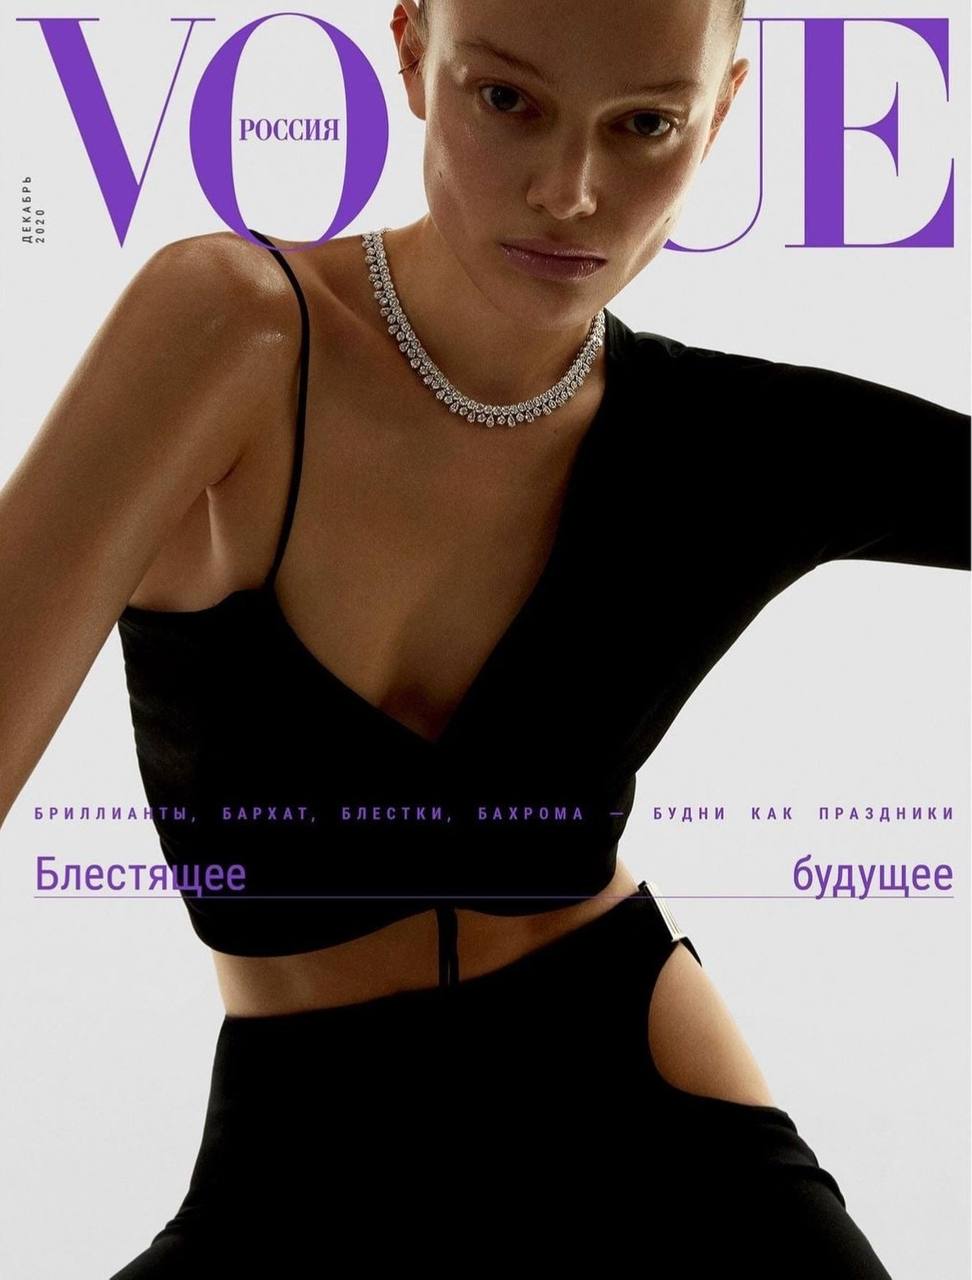 VOGUE
РОССИЯ
ДЕКАБРЬ
2020
БРИЛЛИАНТЫ, БАРХАТ, БЛЕСТКИ, БАХРОМА — БУДНИ КАК ПРАЗДНИКИ
Блестящее будущее